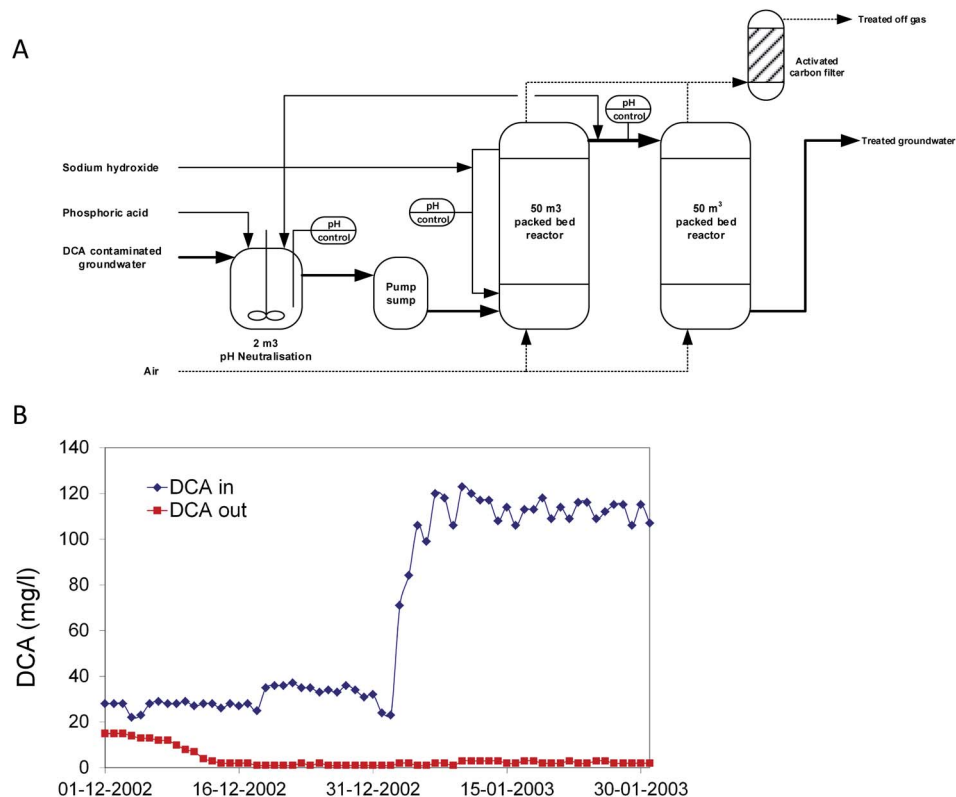 A
Treated off gas
Activated
carbon filter
pH
control
Treated groundwater
Sodium hydroxide
Phosphoric acid
DCA contaminated
groundwater
pH
control
pH
control
50 m3
packed bed
reactor
50 m³
packed bed
reactor
Pump
sump
2 m3
pH Neutralisation
Air
B
DCA (mg/l)
140
120
100
80
60
40
20
0
DCA in
DCA out
01-12-2002
16-12-2002
31-12-2002
15-01-2003
30-01-2003